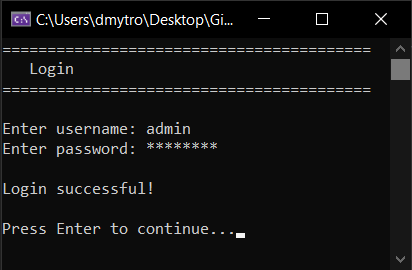 C:\Users\dmytro\Desktop\Gi...
=========================================
Login
=========================================
Enter username: admin
Enter password: ********
Login successful!
Press Enter to continue...